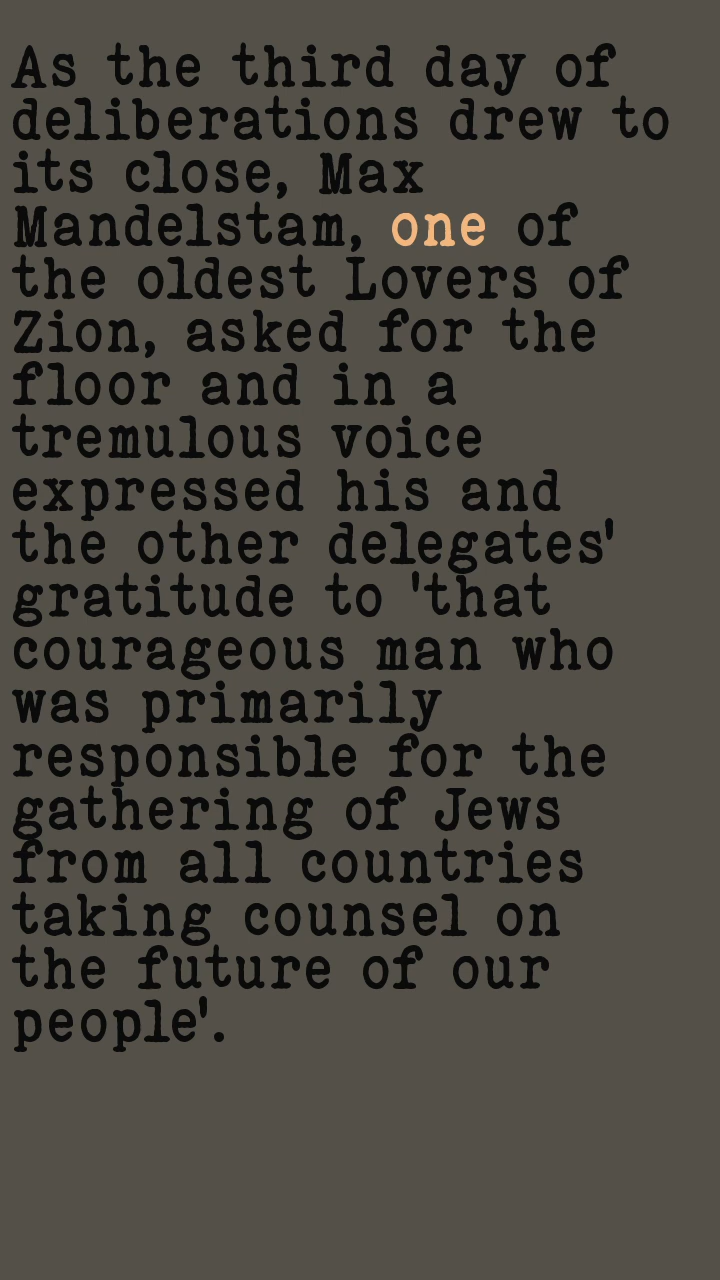 As the third day of
deliberations drew to
its close, Max
Mandelstam, one of
the oldest Lovers of
Zion, asked for the
floor and in a
tremulous voice
expressed his and
the other delegates'
gratitude to 'that
courageous man who
was primarily
responsible for the
gathering of Jews
from all countries
taking counsel on
the future of our
people'.